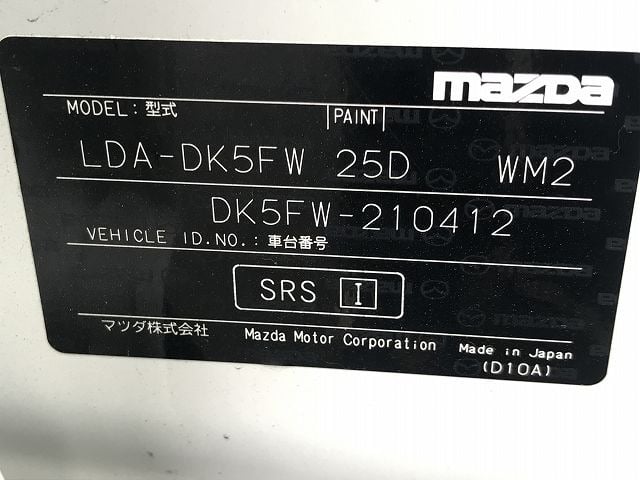 mazda
MODEL: 型式 PAINT
LDA-DK5FW 25D WM2
DK5FW-210412
VEHICLE ID.NO.: 車台番号
SRS I
マツダ株式会社 Mazda Motor Corporation Made in Japan
(D10A)